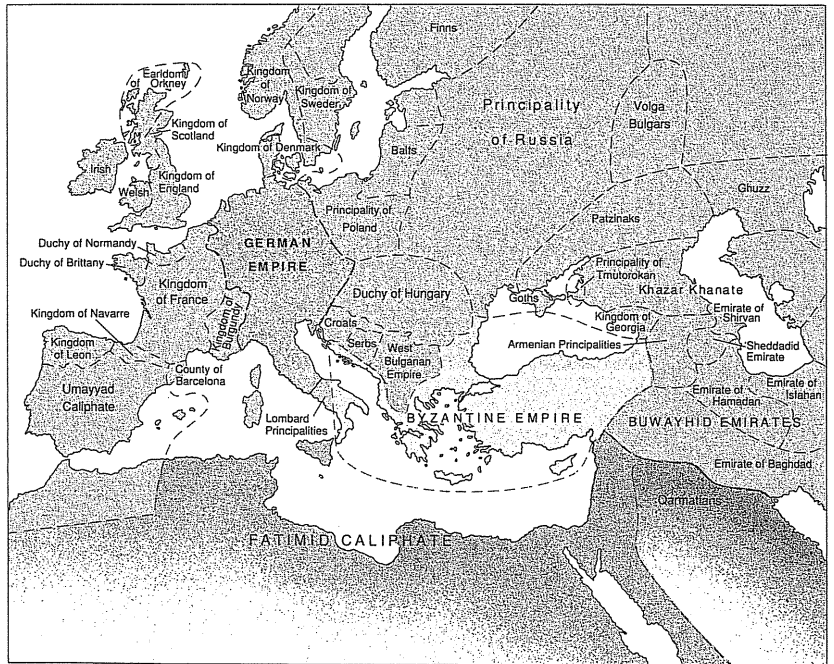 Finns
Earldom
of Orkney
Kingdom
of
Norway
Kingdom of
Sweden
Principality
of Russia
Volga
Bulgars
Kingdom of
Scotland
Kingdom of Denmark
Balts
Irish
Welsh
Kingdom of
England
Ghuzz
Principality of
Poland
Patzinaks
Duchy of Normandy
GERMAN
EMPIRE
Duchy of Brittany
Principality of
Tmutorokan
Kingdom
of France
Duchy of Hungary
Khazar Khanate
Goths
Kingdom of Navarre
Kingdom of
Burgundy
Croats
Kingdom of
Georgia
Emirate of
Shirvan
Kingdom
of Leon
Serbs
West
Bulgarian
Empire
Armenian Principalities
Sheddadid
Emirate
County of
Barcelona
Umayyad
Caliphate
Emirate of
Hamadan
Emirate of
Isfahan
Lombard
Principalities
BYZANTINE EMPIRE
BUWAYHID EMIRATES
Emirate of Baghdad
Qarmatians
FATIMID CALIPHATE